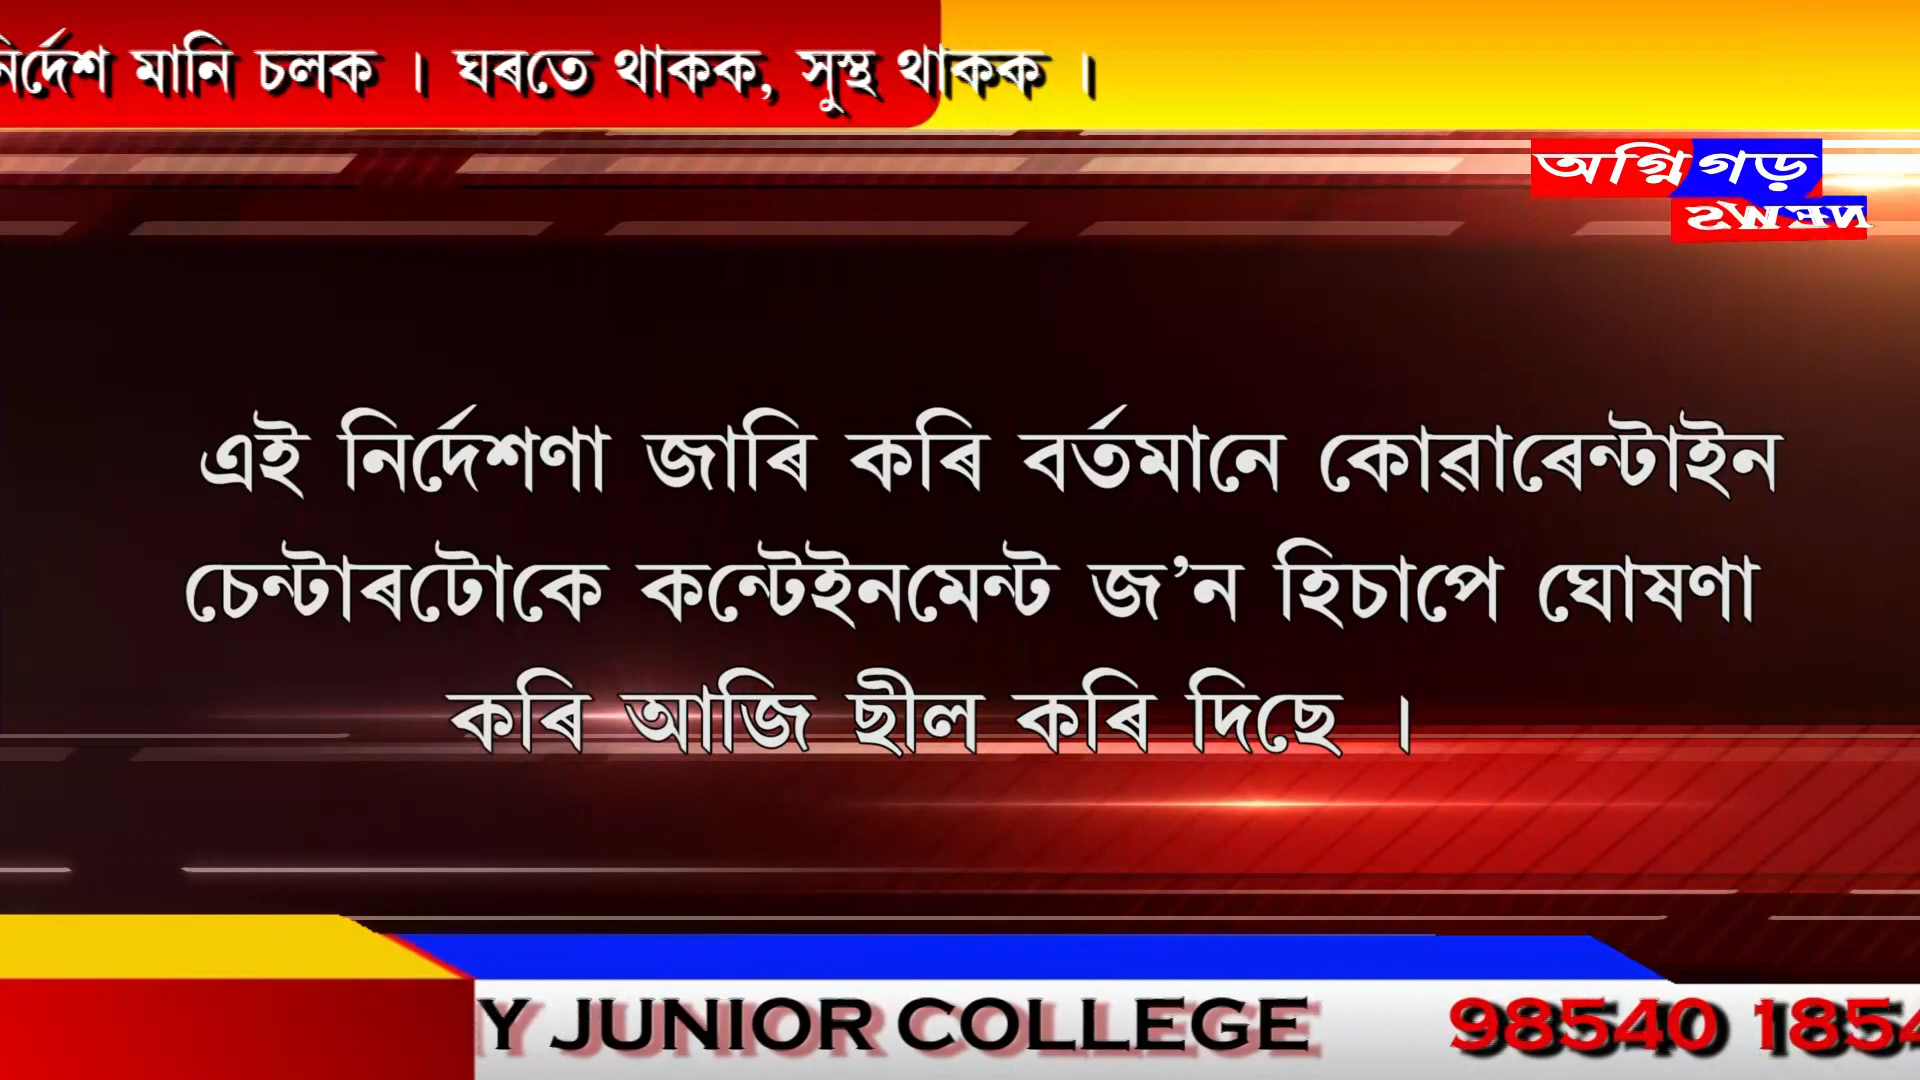 নিৰ্দেশ মানি চলক । ঘৰতে থাকক, সুস্থ থাকক ।
অগ্নিগড়
NEWS
এই নিৰ্দেশণা জাৰি কৰি বৰ্তমানে কোৱাৰেন্টাইন
চেন্টাৰটোকে কন্টেইনমেন্ট জ’ন হিচাপে ঘোষণা
কৰি আজি ছীল কৰি দিছে ।
Y JUNIOR COLLEGE 98540 1854